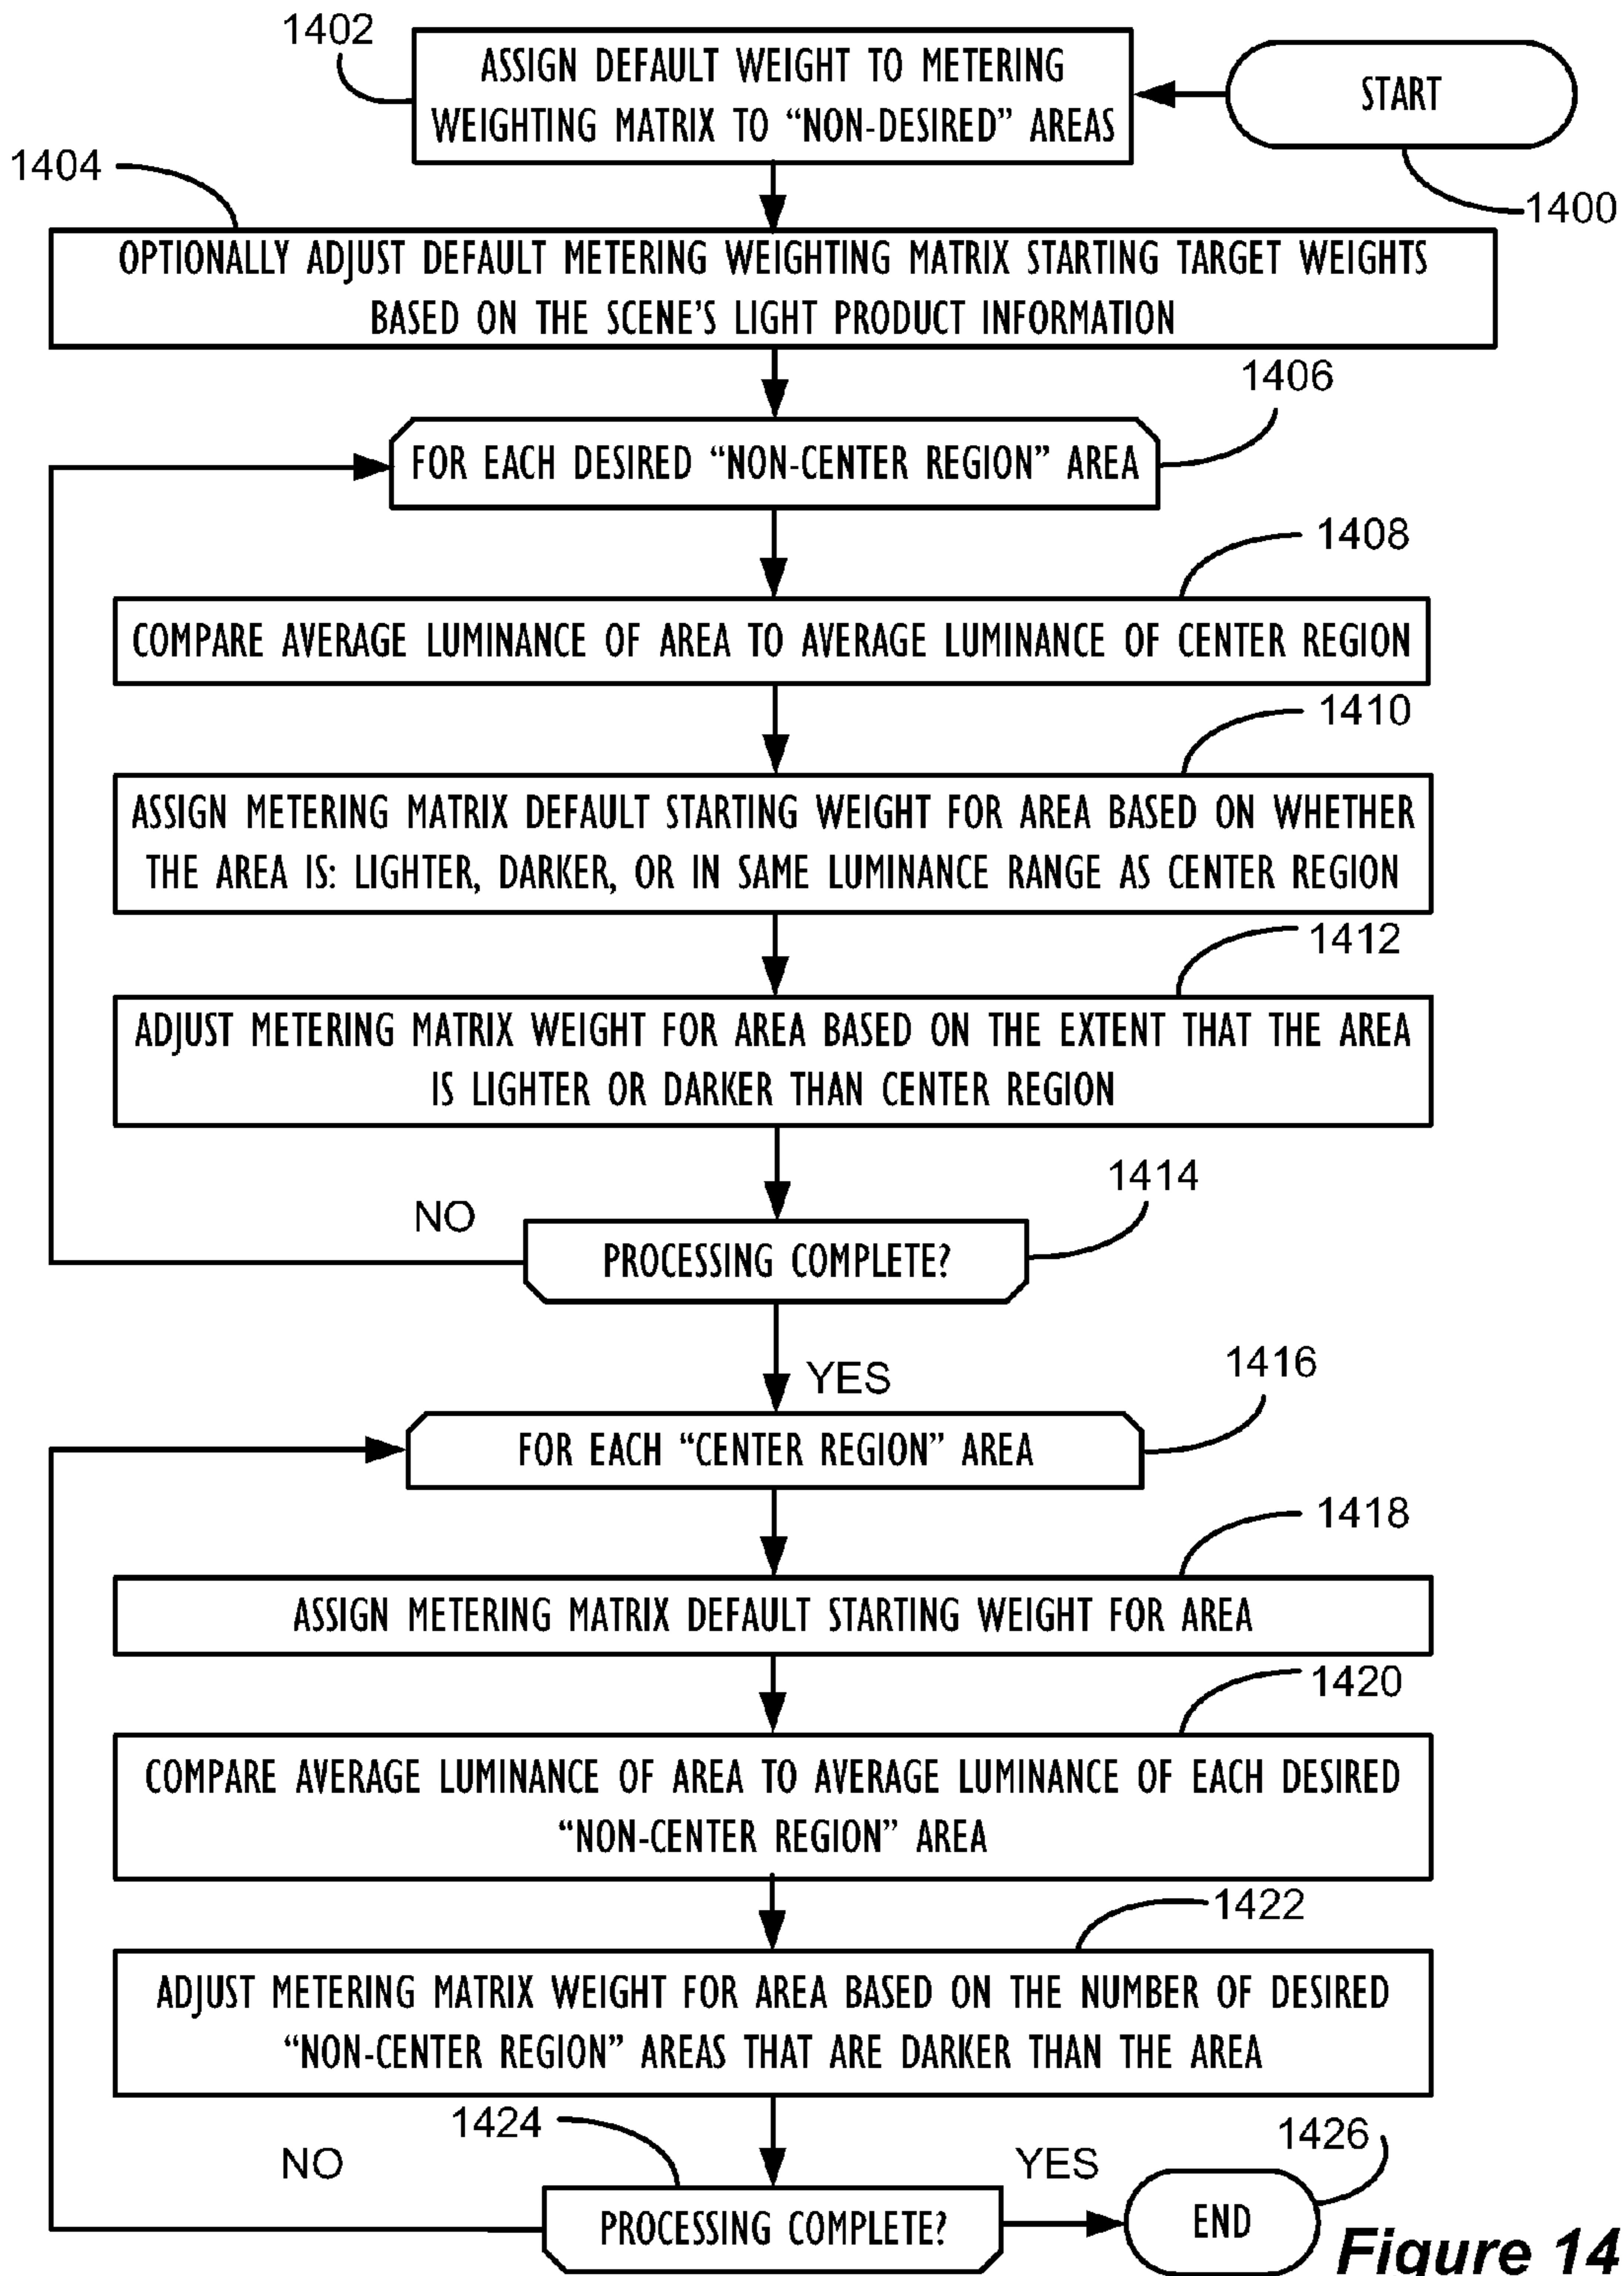 1402
ASSIGN DEFAULT WEIGHT TO METERING
WEIGHTING MATRIX TO “NON-DESIRED” AREAS
START
1400
1404
OPTIONALLY ADJUST DEFAULT METERING WEIGHTING MATRIX STARTING TARGET WEIGHTS
BASED ON THE SCENE’S LIGHT PRODUCT INFORMATION
1406
FOR EACH DESIRED “NON-CENTER REGION” AREA
1408
COMPARE AVERAGE LUMINANCE OF AREA TO AVERAGE LUMINANCE OF CENTER REGION
1410
ASSIGN METERING MATRIX DEFAULT STARTING WEIGHT FOR AREA BASED ON WHETHER
THE AREA IS: LIGHTER, DARKER, OR IN SAME LUMINANCE RANGE AS CENTER REGION
1412
ADJUST METERING MATRIX WEIGHT FOR AREA BASED ON THE EXTENT THAT THE AREA
IS LIGHTER OR DARKER THAN CENTER REGION
1414
NO
PROCESSING COMPLETE?
YES
1416
FOR EACH “CENTER REGION” AREA
1418
ASSIGN METERING MATRIX DEFAULT STARTING WEIGHT FOR AREA
1420
COMPARE AVERAGE LUMINANCE OF AREA TO AVERAGE LUMINANCE OF EACH DESIRED
“NON-CENTER REGION” AREA
1422
ADJUST METERING MATRIX WEIGHT FOR AREA BASED ON THE NUMBER OF DESIRED
“NON-CENTER REGION” AREAS THAT ARE DARKER THAN THE AREA
1424
NO
PROCESSING COMPLETE?
YES
1426
END
Figure 14